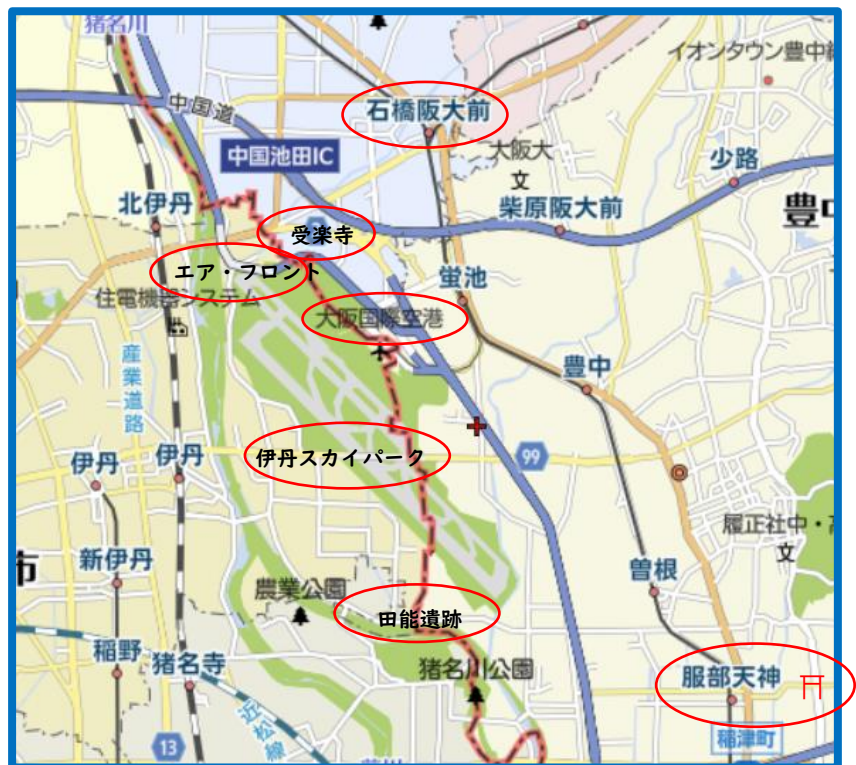 猪名川
イオンタウン豊中緑
中国道
石橋阪大前
中国池田IC
大阪大
文
少路
北伊丹
柴原阪大前
豊中
受楽寺
エア・フロント
住電機器システム
蛍池
大阪国際空港
産業道路
豊中
伊丹
伊丹
伊丹スカイパーク
99
履正社中・高
文
市
新伊丹
曽根
農業公園
田能遺跡
稲野
猪名寺
猪名川公園
服部天神
近松線
稲津町
13